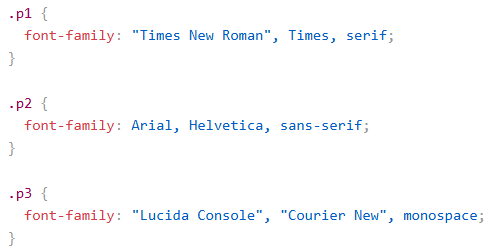 .p1 {
  font-family: "Times New Roman", Times, serif;
}
.p2 {
  font-family: Arial, Helvetica, sans-serif;
}
.p3 {
  font-family: "Lucida Console", "Courier New", monospace;
}